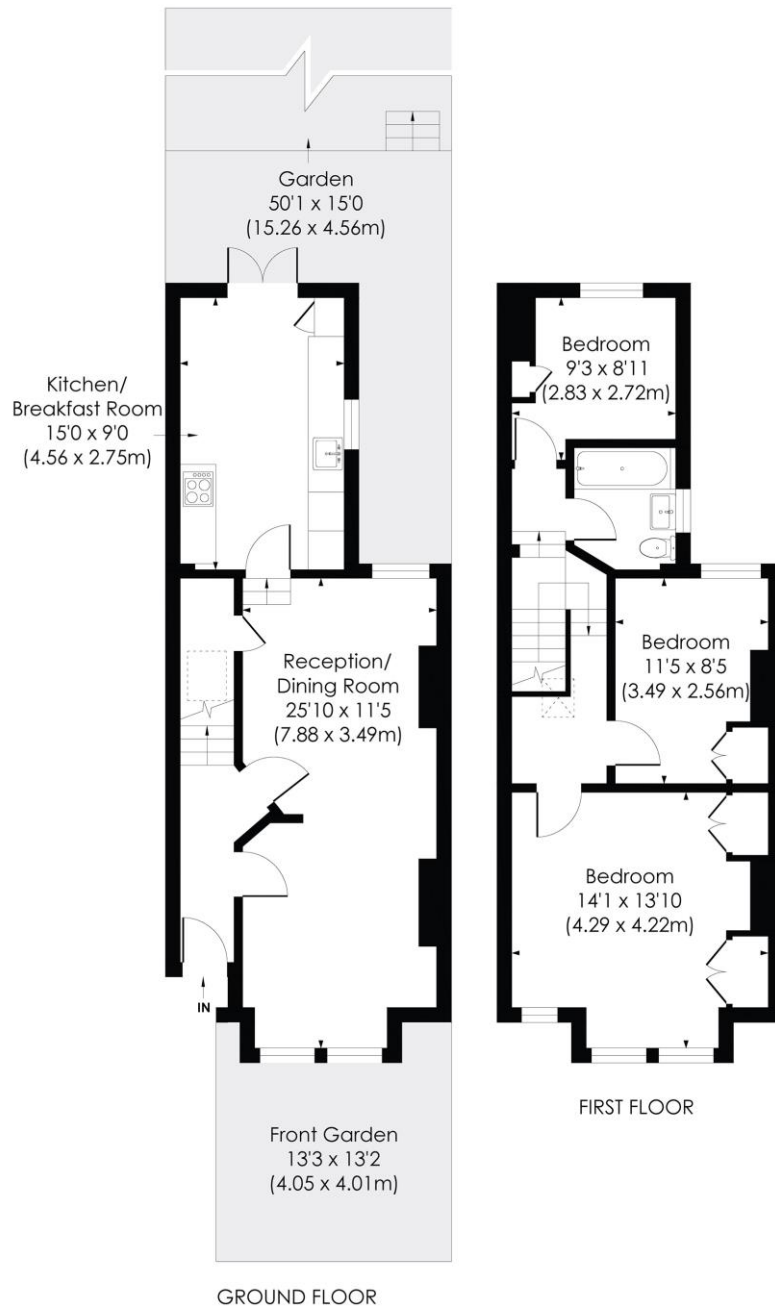 Garden
50'1 x 15'0
(15.26 x 4.56m)
Kitchen/
Breakfast Room
15'0 x 9'0
(4.56 x 2.75m)
Reception/
Dining Room
25'10 x 11'5
(7.88 x 3.49m)
IN
Front Garden
13'3 x 13'2
(4.05 x 4.01m)
GROUND FLOOR
Bedroom
9'3 x 8'11
(2.83 x 2.72m)
Bedroom
11'5 x 8'5
(3.49 x 2.56m)
Bedroom
14'1 x 13'10
(4.29 x 4.22m)
FIRST FLOOR